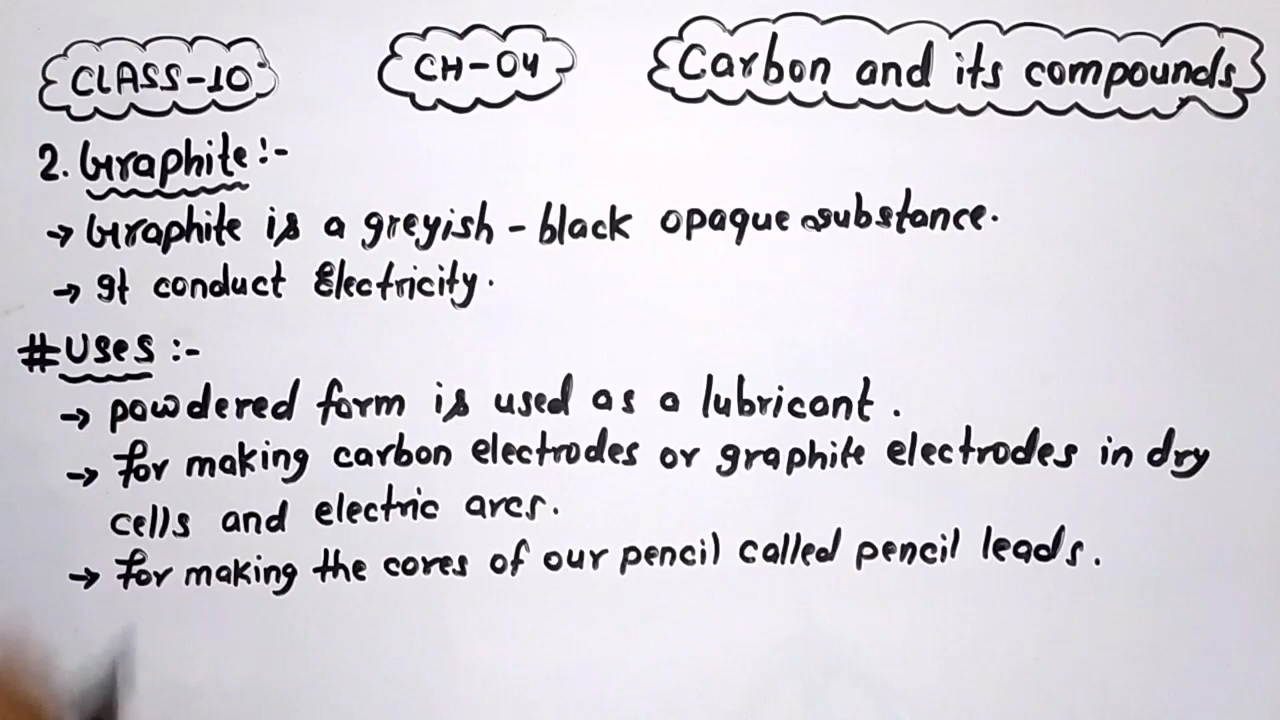 CLASS-10 CH-04 Carbon and its compounds
2. Graphite :-
→ Graphite is a greyish-black opaque substance.
→ It conduct Electricity.
# Uses :-
→ powdered form is used as a lubricant.
→ for making carbon electrodes or graphite electrodes in dry
cells and electric arcs.
→ for making the cores of our pencil called pencil leads.